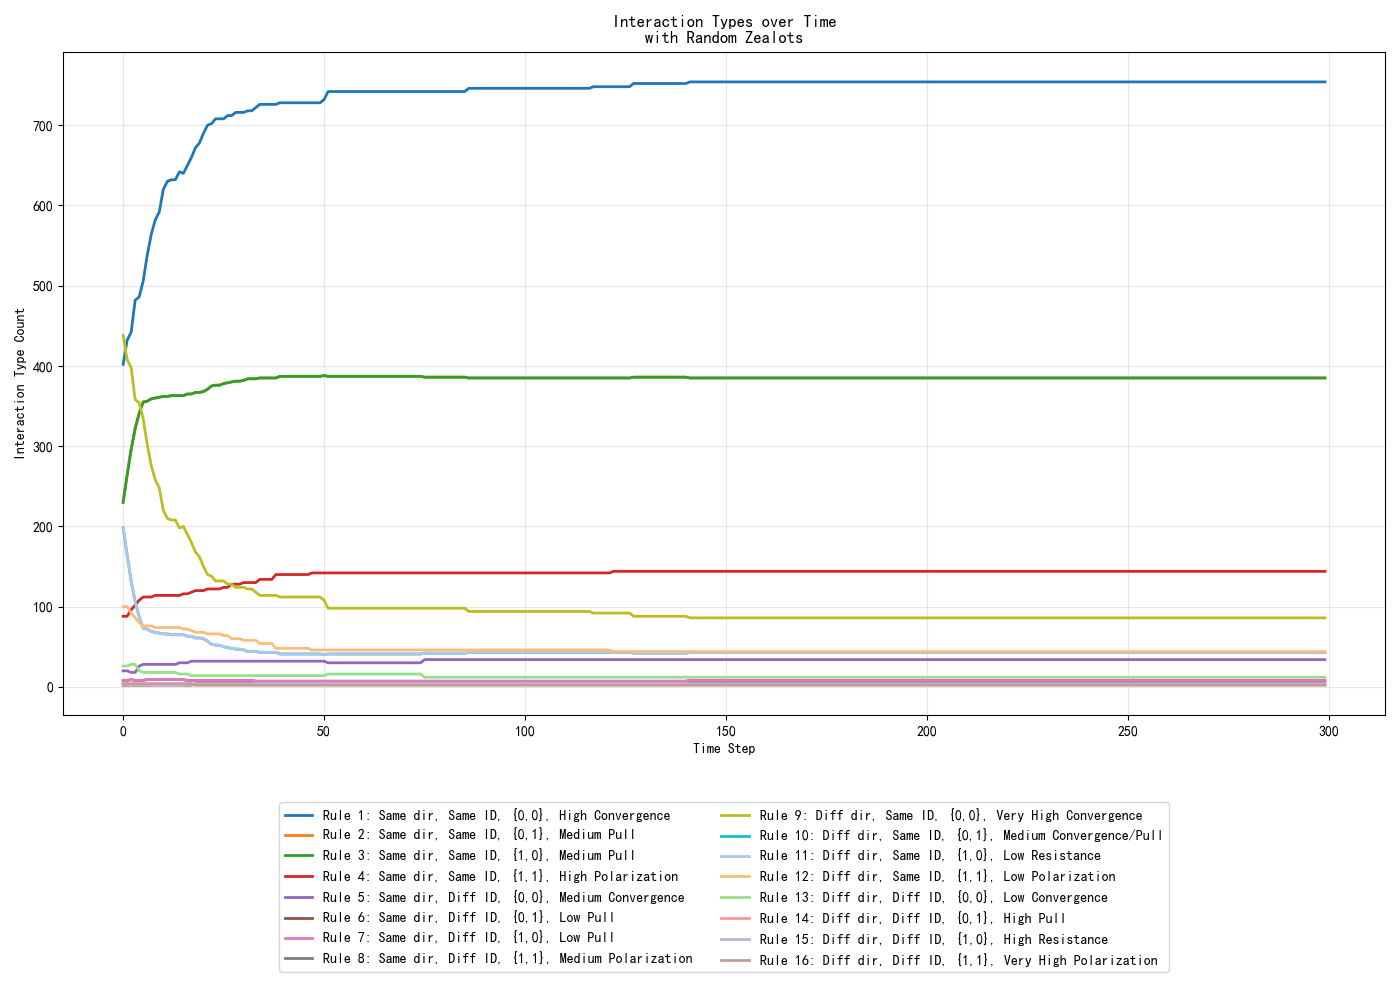 Interaction Types over Time
with Random Zealots
Interaction Type Count
700
600
500
400
300
200
100
0
0 50 100 150 200 250 300
Time Step
Rule 1: Same dir, Same ID, {0,0}, High Convergence
Rule 2: Same dir, Same ID, {0,1}, Medium Pull
Rule 3: Same dir, Same ID, {1,0}, Medium Pull
Rule 4: Same dir, Same ID, {1,1}, High Polarization
Rule 5: Same dir, Diff ID, {0,0}, Medium Convergence
Rule 6: Same dir, Diff ID, {0,1}, Low Pull
Rule 7: Same dir, Diff ID, {1,0}, Low Pull
Rule 8: Same dir, Diff ID, {1,1}, Medium Polarization
Rule 9: Diff dir, Same ID, {0,0}, Very High Convergence
Rule 10: Diff dir, Same ID, {0,1}, Medium Convergence/Pull
Rule 11: Diff dir, Same ID, {1,0}, Low Resistance
Rule 12: Diff dir, Same ID, {1,1}, Low Polarization
Rule 13: Diff dir, Diff ID, {0,0}, Low Convergence
Rule 14: Diff dir, Diff ID, {0,1}, High Pull
Rule 15: Diff dir, Diff ID, {1,0}, High Resistance
Rule 16: Diff dir, Diff ID, {1,1}, Very High Polarization